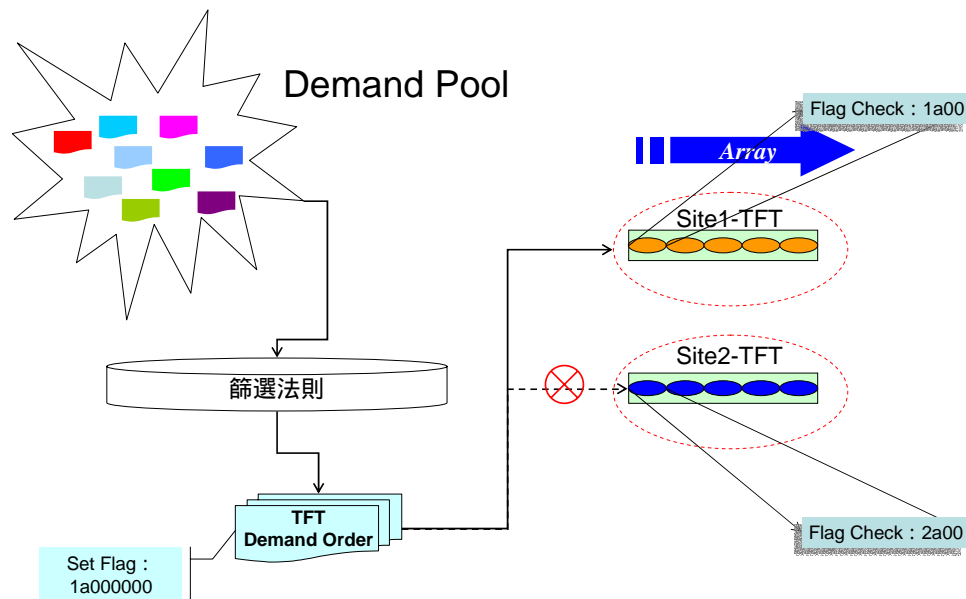 Demand Pool
Flag Check：1a00
Array
Site1-TFT
Site2-TFT
篩選法則
TFT
Demand Order
Set Flag：
1a000000
Flag Check：2a00